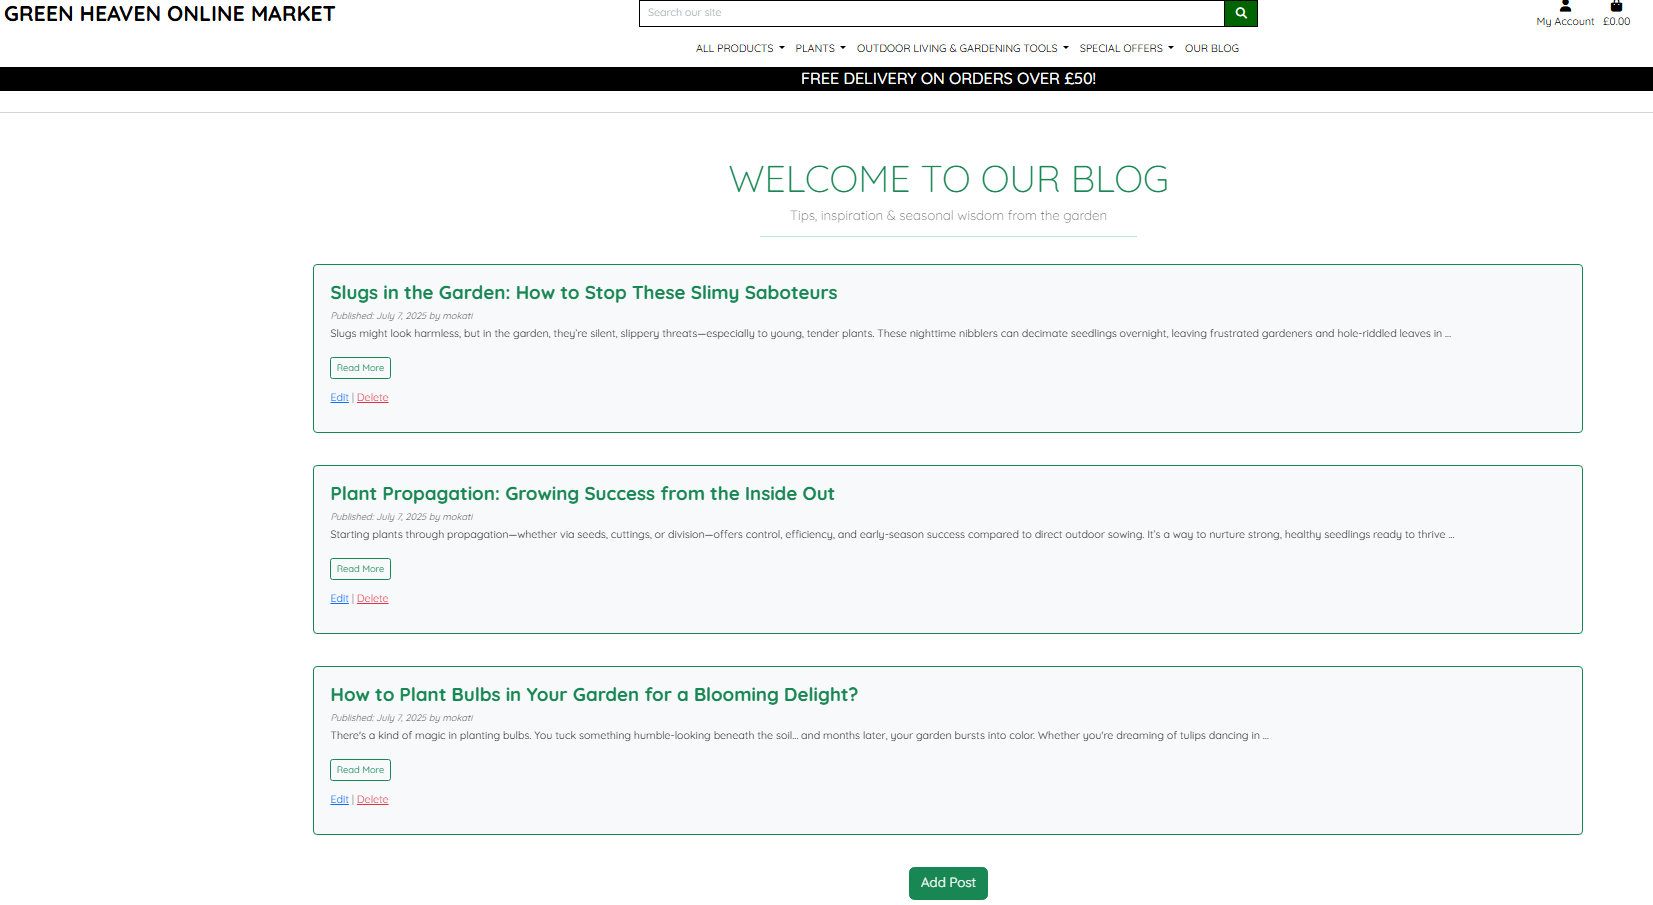 GREEN HEAVEN ONLINE MARKET
Search our site
My Account £0.00
ALL PRODUCTS PLANTS OUTDOOR LIVING & GARDENING TOOLS SPECIAL OFFERS OUR BLOG
FREE DELIVERY ON ORDERS OVER £50!
WELCOME TO OUR BLOG
Tips, inspiration & seasonal wisdom from the garden
Slugs in the Garden: How to Stop These Slimy Saboteurs
Published: July 7, 2025 by mokati
Slugs might look harmless, but in the garden, they're silent, slippery threats—especially to young, tender plants. These nighttime nibblers can decimate seedlings overnight, leaving frustrated gardeners and hole-riddled leaves in …
Read More
Edit | Delete
Plant Propagation: Growing Success from the Inside Out
Published: July 7, 2025 by mokati
Starting plants through propagation—whether via seeds, cuttings, or division—offers control, efficiency, and early-season success compared to direct outdoor sowing. It's a way to nurture strong, healthy seedlings ready to thrive …
Read More
Edit | Delete
How to Plant Bulbs in Your Garden for a Blooming Delight?
Published: July 7, 2025 by mokati
There's a kind of magic in planting bulbs. You tuck something humble-looking beneath the soil… and months later, your garden bursts into color. Whether you're dreaming of tulips dancing in …
Read More
Edit | Delete
Add Post